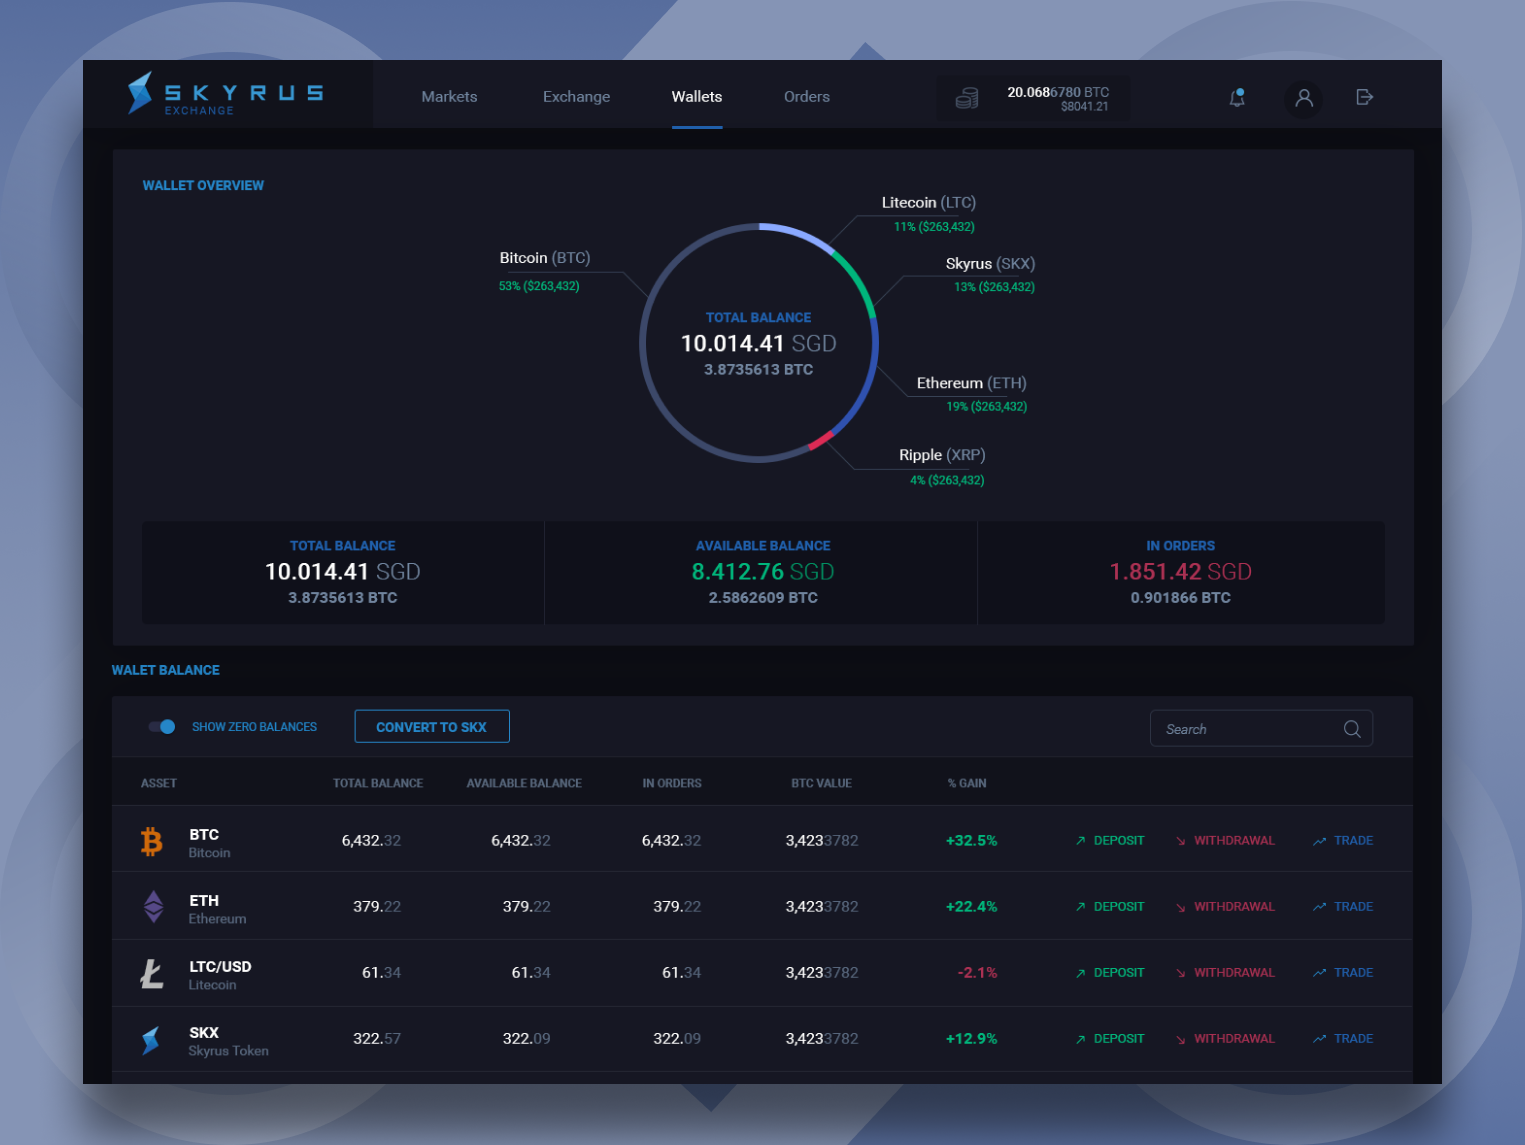 SKYRUS
EXCHANGE
Markets
Exchange
Wallets
Orders
20.0686780 BTC
$8041.21
WALLET OVERVIEW
Litecoin (LTC)
11% ($263,432)
Bitcoin (BTC)
53% ($263,432)
Skyrus (SKX)
13% ($263,432)
TOTAL BALANCE
10.014.41 SGD
3.8735613 BTC
Ethereum (ETH)
19% ($263,432)
Ripple (XRP)
4% ($263,432)
TOTAL BALANCE
10.014.41 SGD
3.8735613 BTC
AVAILABLE BALANCE
8.412.76 SGD
2.5862609 BTC
IN ORDERS
1.851.42 SGD
0.901866 BTC
WALET BALANCE
SHOW ZERO BALANCES
CONVERT TO SKX
Search
ASSET TOTAL BALANCE AVAILABLE BALANCE IN ORDERS BTC VALUE % GAIN
BTC
Bitcoin
6,432.32 6,432.32 6,432.32 3,4233782 +32.5% DEPOSIT WITHDRAWAL TRADE
ETH
Ethereum
379.22 379.22 379.22 3,4233782 +22.4% DEPOSIT WITHDRAWAL TRADE
LTC/USD
Litecoin
61.34 61.34 61.34 3,4233782 -2.1% DEPOSIT WITHDRAWAL TRADE
SKX
Skyrus Token
322.57 322.09 322.09 3,4233782 +12.9% DEPOSIT WITHDRAWAL TRADE